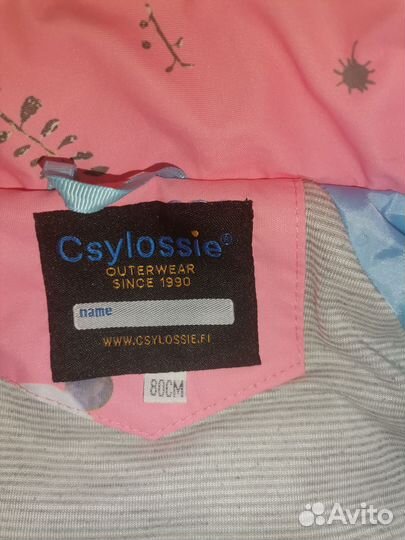 Csylossie®
OUTERWEAR
SINCE 1990
name
WWW.CSYLOSSIE.FI
80CM
Avito